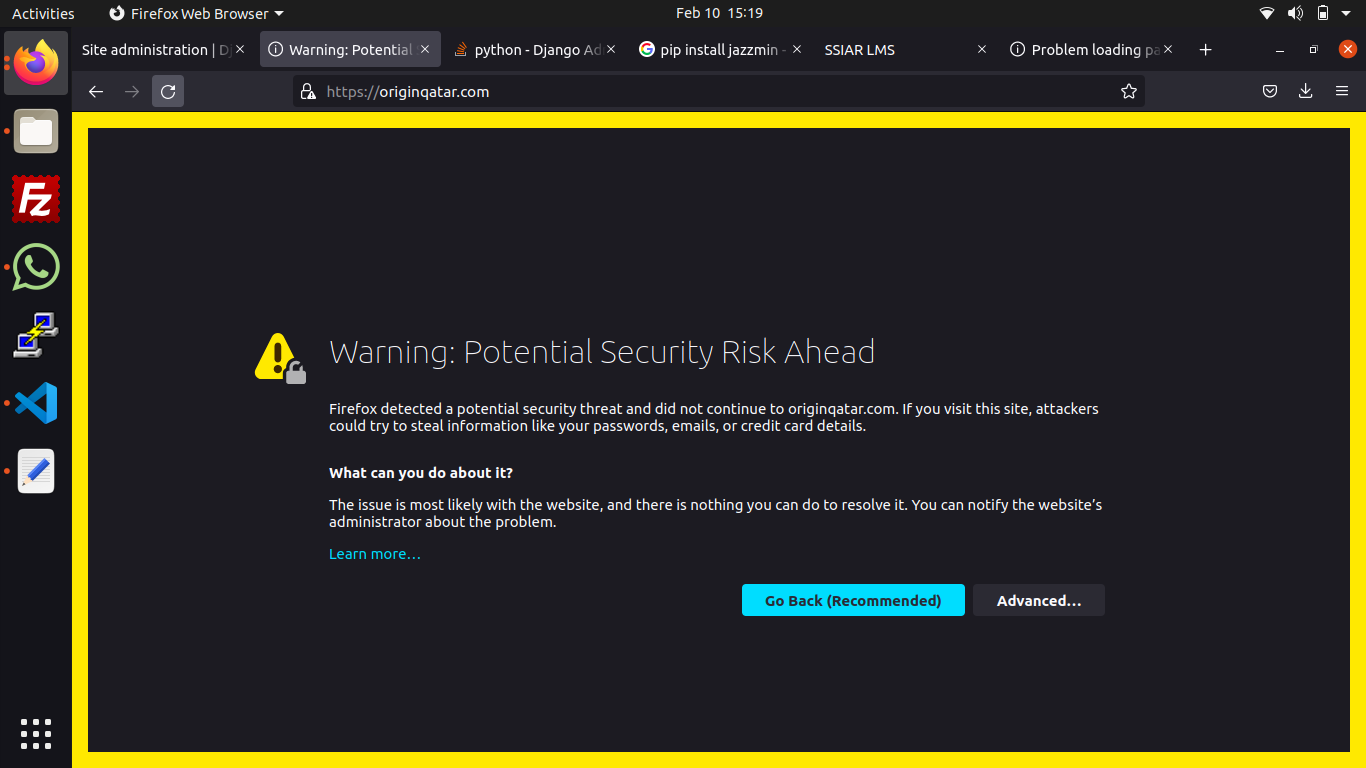 Activities
Firefox Web Browser
Feb 10 15:19
Site administration | Dj
Warning: Potential
python - Django Ad
pip install jazzmin -
SSIAR LMS
Problem loading pa
https://originqatar.com
Fz
Warning: Potential Security Risk Ahead
Firefox detected a potential security threat and did not continue to originqatar.com. If you visit this site, attackers
could try to steal information like your passwords, emails, or credit card details.
What can you do about it?
The issue is most likely with the website, and there is nothing you can do to resolve it. You can notify the website’s
administrator about the problem.
Learn more…
Go Back (Recommended)
Advanced…